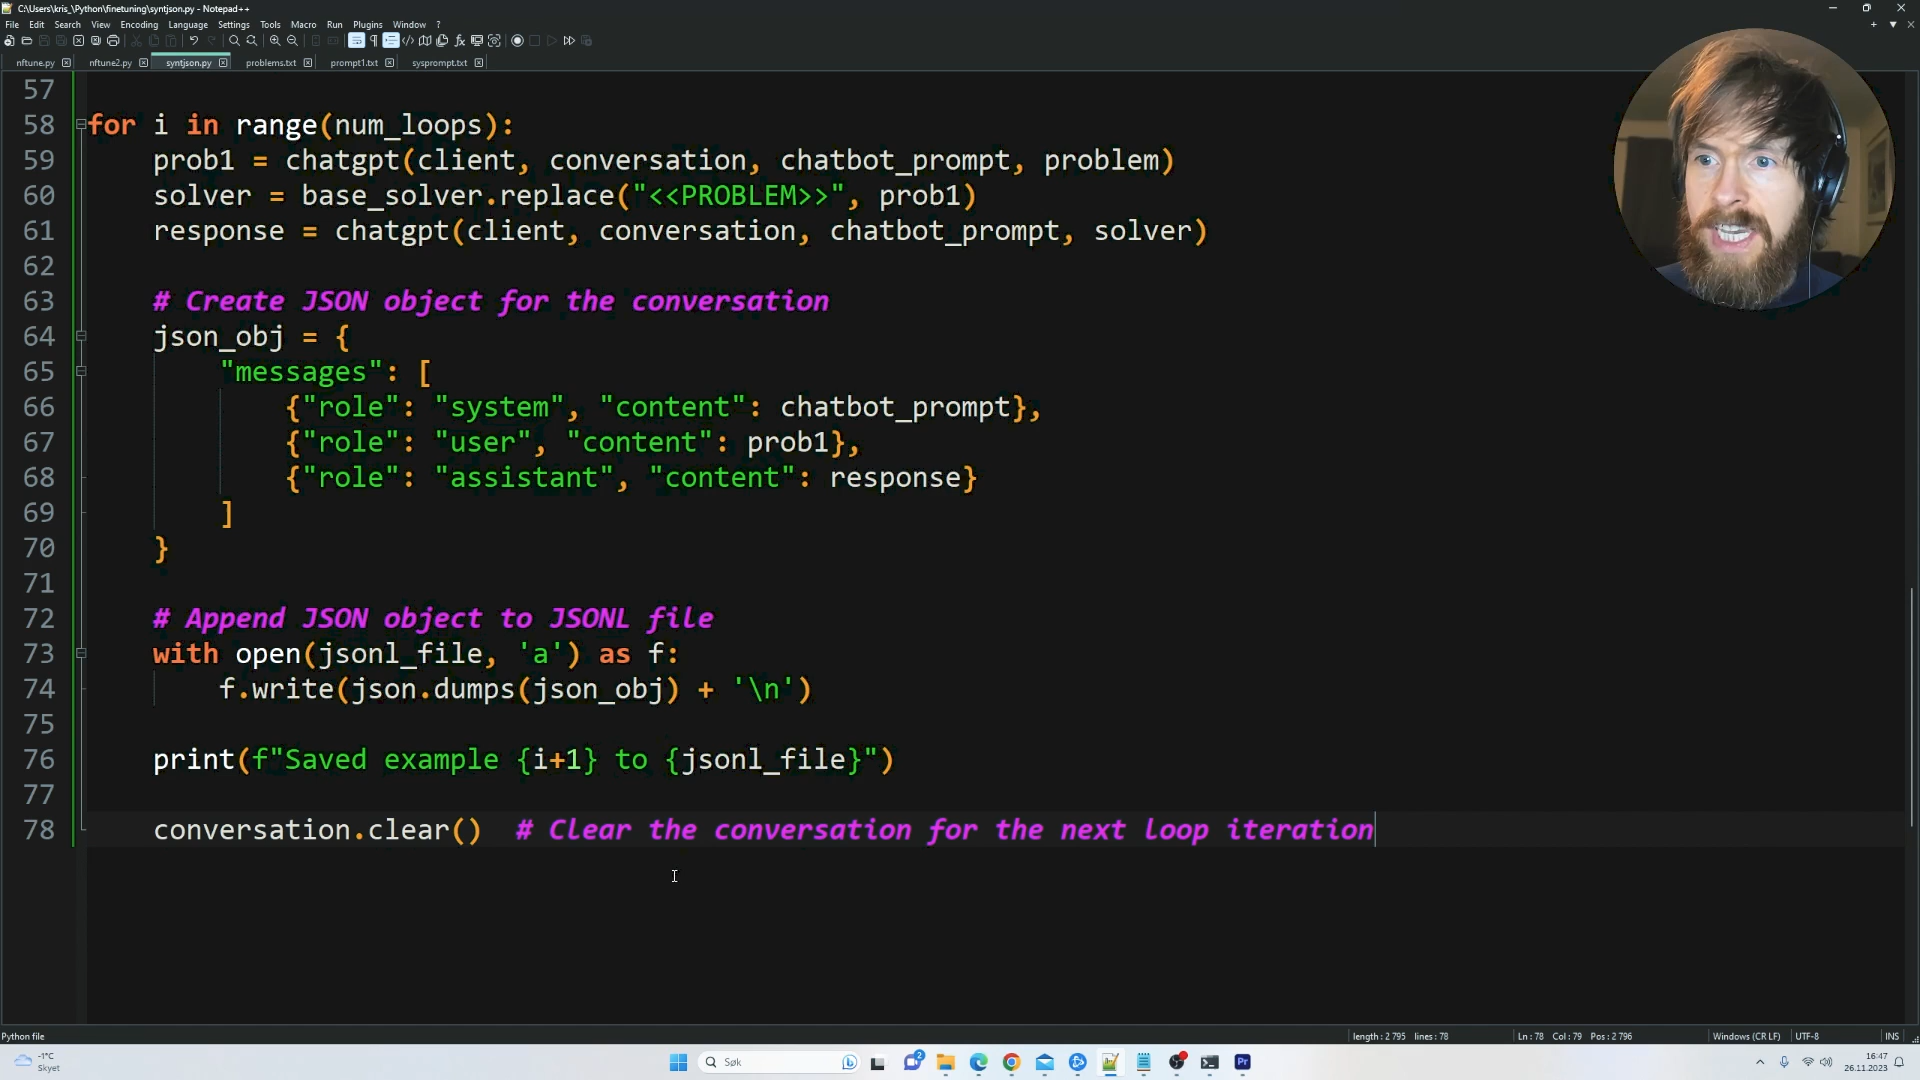 C:\Users\kris_\Python\finetuning\syntjson.py - Notepad++
File Edit Search View Encoding Language Settings Tools Macro Run Plugins Window ?
nftune.py nftune2.py syntjson.py problems.txt prompt1.txt sysprompt.txt
57
58 for i in range(num_loops):
59 prob1 = chatgpt(client, conversation, chatbot_prompt, problem)
60 solver = base_solver.replace("<<PROBLEM>>", prob1)
61 response = chatgpt(client, conversation, chatbot_prompt, solver)
62
63 # Create JSON object for the conversation
64 json_obj = {
65 "messages": [
66 {"role": "system", "content": chatbot_prompt},
67 {"role": "user", "content": prob1},
68 {"role": "assistant", "content": response}
69 ]
70 }
71
72 # Append JSON object to JSONL file
73 with open(jsonl_file, 'a') as f:
74 f.write(json.dumps(json_obj) + '\n')
75
76 print(f"Saved example {i+1} to {jsonl_file}")
77
78 conversation.clear() # Clear the conversation for the next loop iteration
Python file length : 2 795 lines : 78 Ln : 78 Col : 79 Pos : 2 796 Windows (CR LF) UTF-8 INS
-1°C
Skyet
Søk
2
Pr
16:47
26.11.2023